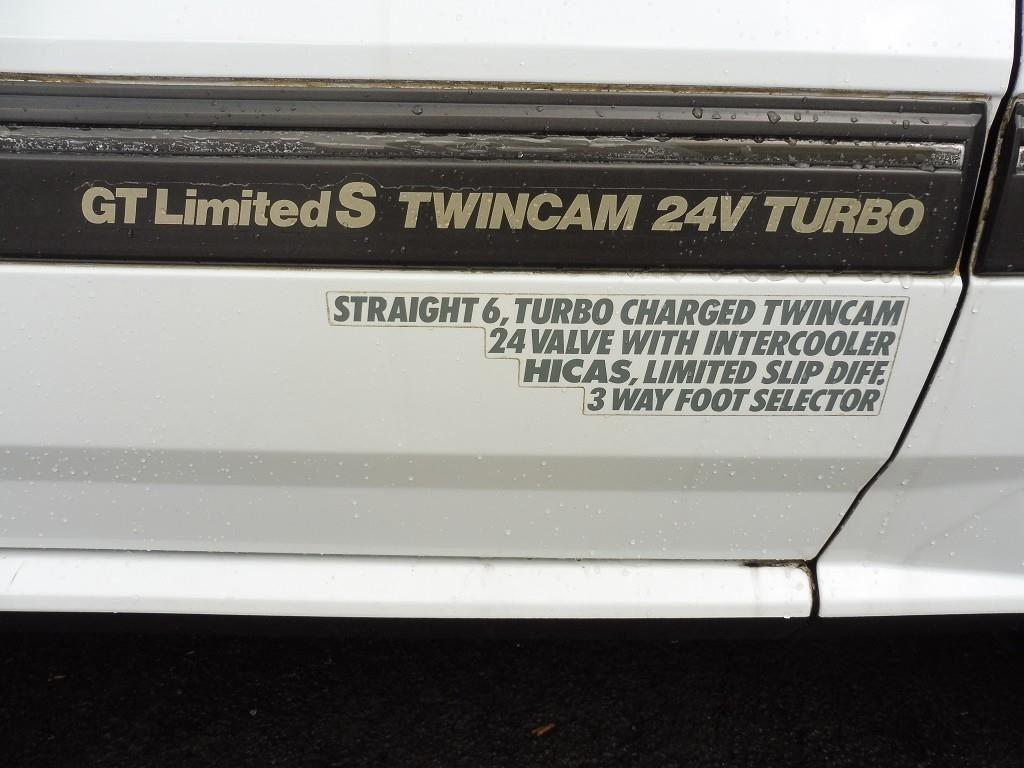 GT Limited S TWINCAM 24V TURBO
STRAIGHT 6, TURBO CHARGED TWINCAM
24 VALVE WITH INTERCOOLER
HICAS, LIMITED SLIP DIFF.
3 WAY FOOT SELECTOR